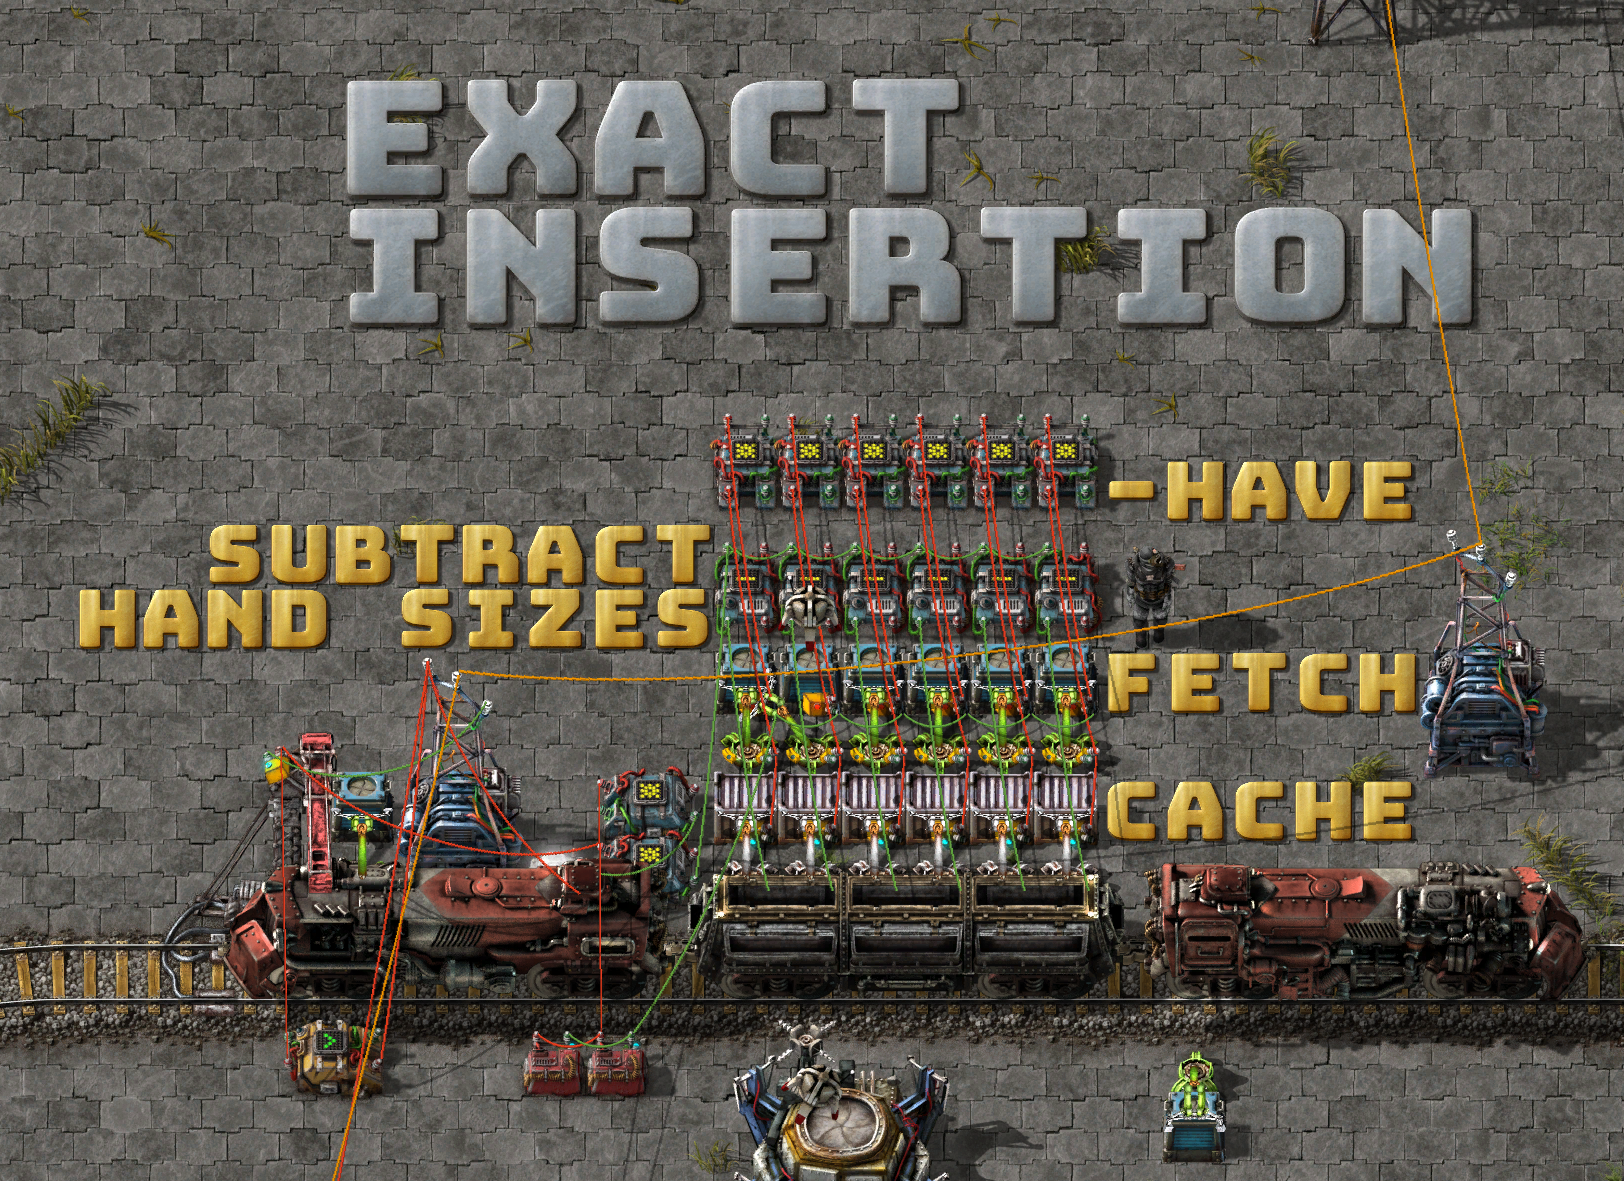 EXACT
INSERTION
-HAVE
SUBTRACT
HAND SIZES
FETCH
CACHE